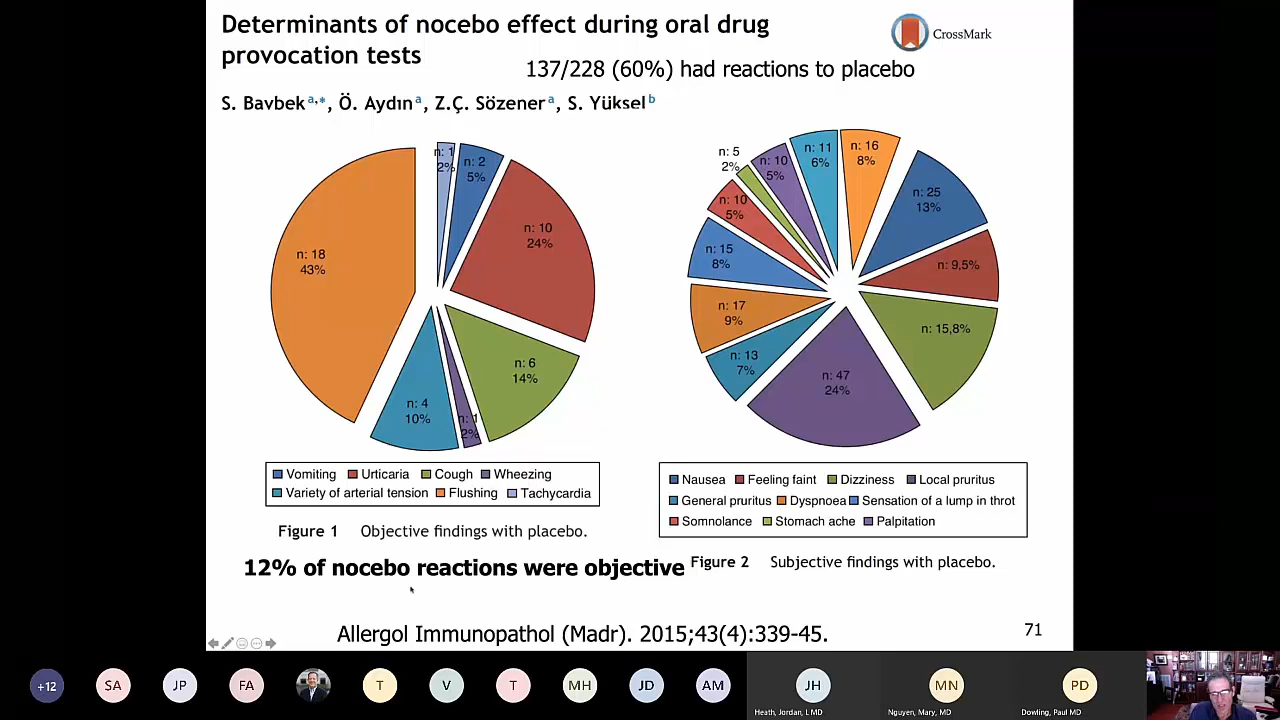 Determinants of nocebo effect during oral drug
provocation tests
CrossMark
137/228 (60%) had reactions to placebo
S. Bavbek a,*, Ö. Aydın a, Z.Ç. Sözener a, S. Yüksel b
n: 1
2%
n: 2
5%
n: 10
24%
n: 18
43%
n: 6
14%
n: 4
10%
n: 1
2%
Vomiting Urticaria Cough Wheezing
Variety of arterial tension Flushing Tachycardia
Figure 1 Objective findings with placebo.
n: 5
2%
n: 10
5%
n: 11
6%
n: 16
8%
n: 25
13%
n: 10
5%
n: 15
8%
n: 9,5%
n: 17
9%
n: 15,8%
n: 13
7%
n: 47
24%
Nausea Feeling faint Dizziness Local pruritus
General pruritus Dyspnoea Sensation of a lump in throt
Somnolance Stomach ache Palpitation
Figure 2 Subjective findings with placebo.
12% of nocebo reactions were objective
Allergol Immunopathol (Madr). 2015;43(4):339-45.
71
+12
SA
JP
FA
T
V
T
MH
JD
AM
JH
MN
PD
Heath, Jordan, L MD
Nguyen, Mary, MD
Dowling, Paul MD